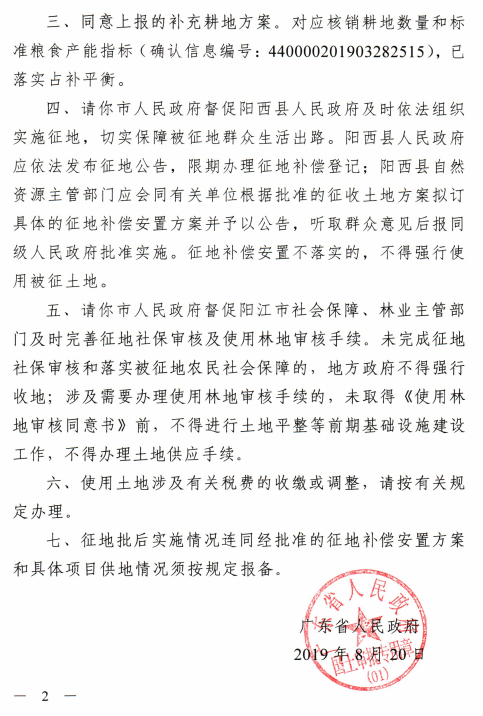 三、同意上报的补充耕地方案。对应核销耕地数量和标
准粮食产能指标（确认信息编号：440000201903282515），已
落实占补平衡。
四、请你市人民政府督促阳西县人民政府及时依法组织
实施征地，切实保障被征地群众生活出路。阳西县人民政府
应依法发布征地公告，限期办理征地补偿登记；阳西县自然
资源主管部门应会同有关单位根据批准的征收土地方案拟订
具体的征地补偿安置方案并予以公告，听取群众意见后报同
级人民政府批准实施。征地补偿安置不落实的，不得强行使
用被征土地。
五、请你市人民政府督促阳江市社会保障、林业主管部
门及时完善征地社保审核及使用林地审核手续。未完成征地
社保审核和落实被征地农民社会保障的，地方政府不得强行
收地；涉及需要办理使用林地审核手续的，未取得《使用林
地审核同意书》前，不得进行土地平整等前期基础设施建设
工作，不得办理土地供应手续。
六、使用土地涉及有关税费的收缴或调整，请按有关规
定办理。
七、征地批后实施情况连同经批准的征地补偿安置方案
和具体项目供地情况须按规定报备。
广东省人民政府
2019年8月20日
广东省人民政府
国土审批专用章
(01)
— 2 —